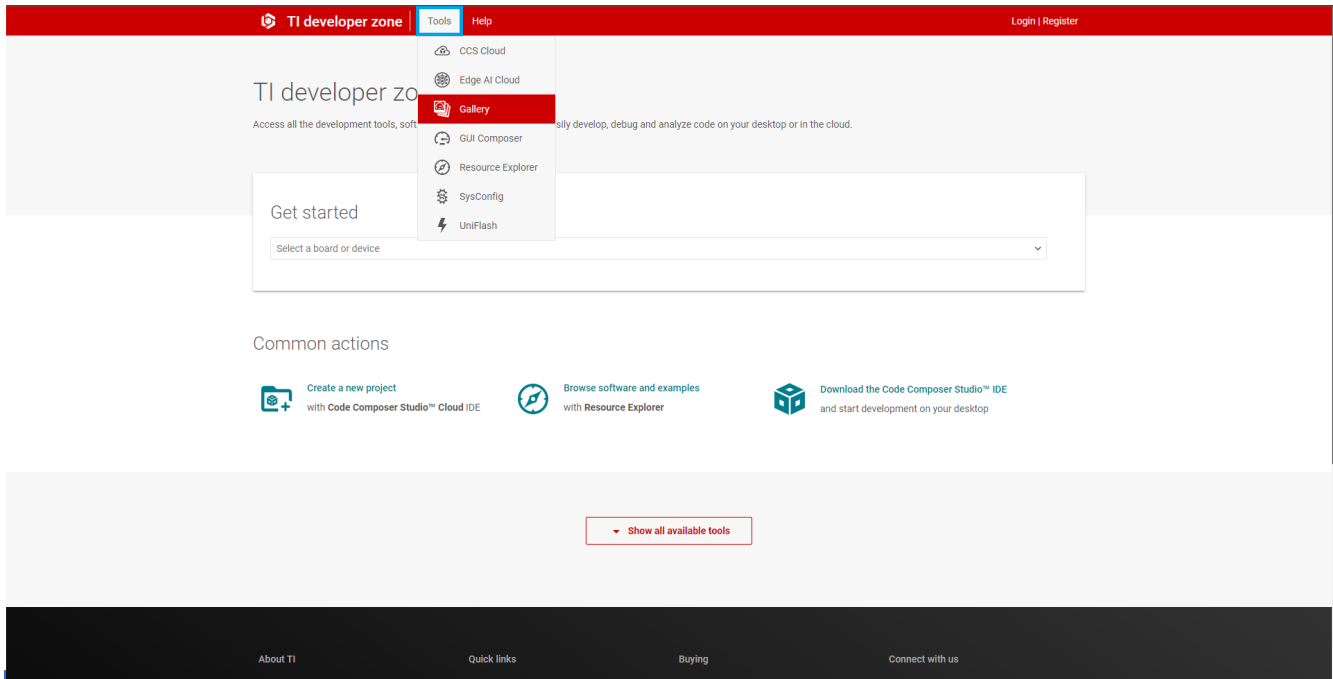 TI developer zone Tools Help Login | Register
CCS Cloud
Edge AI Cloud
Gallery
GUI Composer
Resource Explorer
SysConfig
UniFlash
TI developer zo
Access all the development tools, soft sily develop, debug and analyze code on your desktop or in the cloud.
Get started
Select a board or device
Common actions
Create a new project
with Code Composer Studio™ Cloud IDE
Browse software and examples
with Resource Explorer
Download the Code Composer Studio™ IDE
and start development on your desktop
Show all available tools
About TI Quick links Buying Connect with us